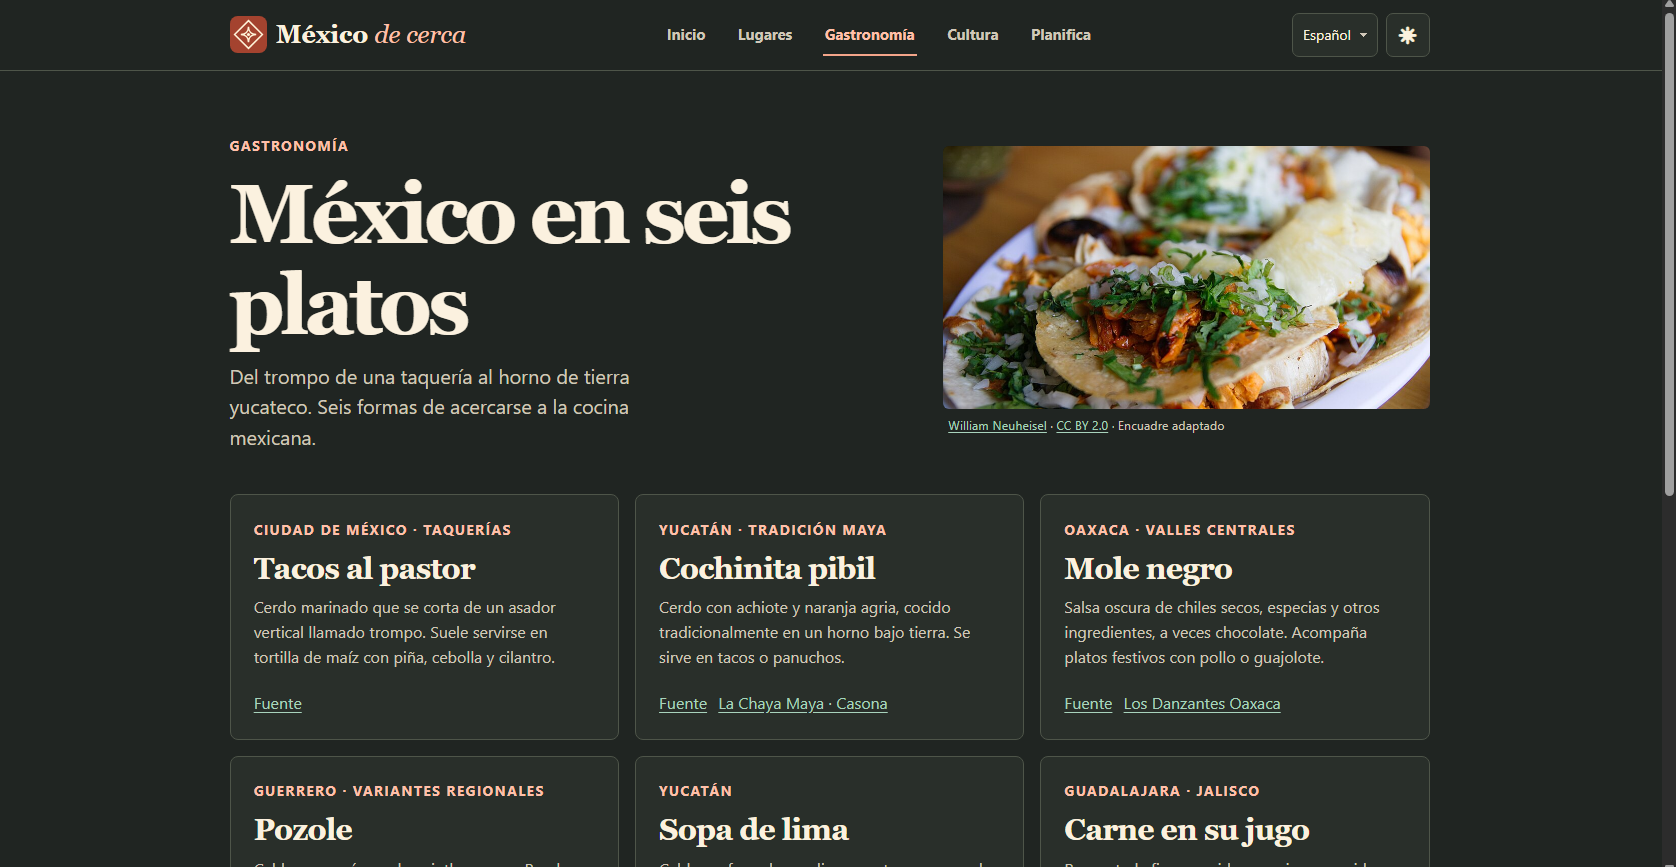 México de cerca
Inicio
Lugares
Gastronomía
Cultura
Planifica
Español
GASTRONOMÍA
México en seis
platos
Del trompo de una taquería al horno de tierra
yucateco. Seis formas de acercarse a la cocina
mexicana.
William Neuheisel · CC BY 2.0 · Encuadre adaptado
CIUDAD DE MÉXICO · TAQUERÍAS
Tacos al pastor
Cerdo marinado que se corta de un asador
vertical llamado trompo. Suele servirse en
tortilla de maíz con piña, cebolla y cilantro.
Fuente
YUCATÁN · TRADICIÓN MAYA
Cochinita pibil
Cerdo con achiote y naranja agria, cocido
tradicionalmente en un horno bajo tierra. Se
sirve en tacos o panuchos.
Fuente La Chaya Maya · Casona
OAXACA · VALLES CENTRALES
Mole negro
Salsa oscura de chiles secos, especias y otros
ingredientes, a veces chocolate. Acompaña
platos festivos con pollo o guajolote.
Fuente Los Danzantes Oaxaca
GUERRERO · VARIANTES REGIONALES
Pozole
YUCATÁN
Sopa de lima
GUADALAJARA · JALISCO
Carne en su jugo